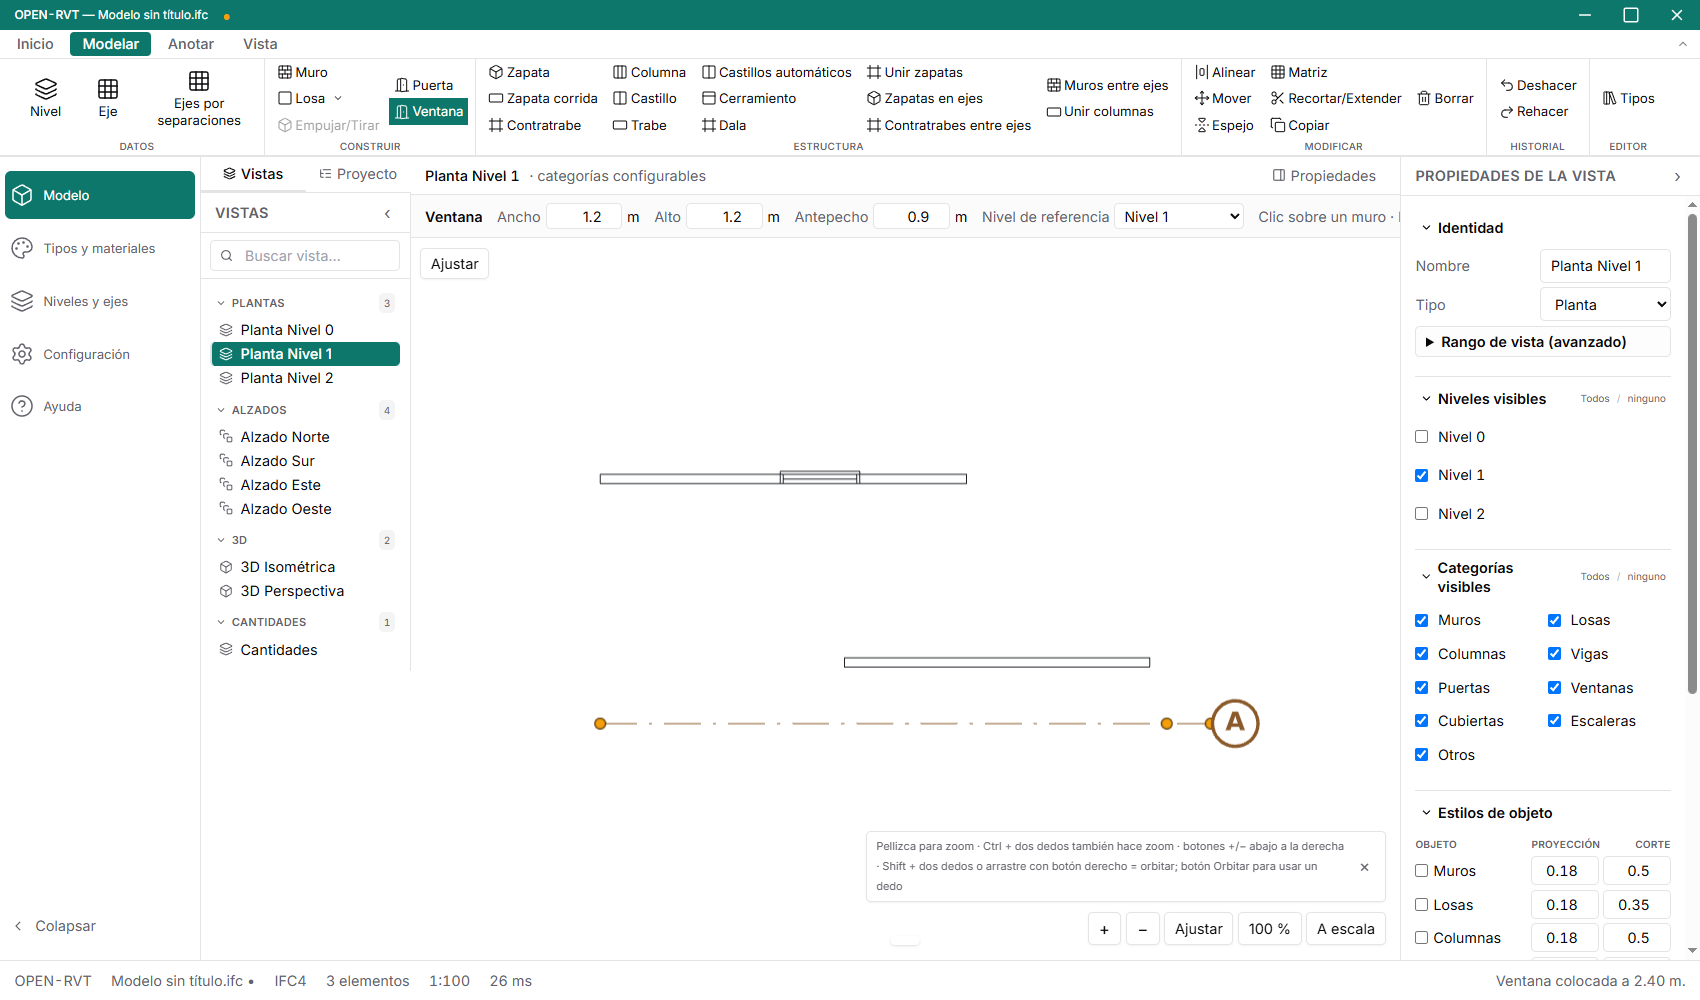 OPEN-RVT — Modelo sin título.ifc
Inicio Modelar Anotar Vista
Nivel
Eje
Ejes por
separaciones
DATOS
Muro
Losa
Empujar/Tirar
Puerta
Ventana
CONSTRUIR
Zapata
Zapata corrida
Contratrabe
Columna
Castillo
Trabe
Castillos automáticos
Cerramiento
Dala
Unir zapatas
Zapatas en ejes
Contratrabes entre ejes
Muros entre ejes
Unir columnas
ESTRUCTURA
Alinear
Mover
Espejo
Matriz
Recortar/Extender
Copiar
Borrar
MODIFICAR
Deshacer
Rehacer
HISTORIAL
Tipos
EDITOR
Modelo
Tipos y materiales
Niveles y ejes
Configuración
Ayuda
Colapsar
Vistas Proyecto
VISTAS
Buscar vista...
PLANTAS 3
Planta Nivel 0
Planta Nivel 1
Planta Nivel 2
ALZADOS 4
Alzado Norte
Alzado Sur
Alzado Este
Alzado Oeste
3D 2
3D Isométrica
3D Perspectiva
CANTIDADES 1
Cantidades
Planta Nivel 1 · categorías configurables Propiedades
Ventana Ancho 1.2 m Alto 1.2 m Antepecho 0.9 m Nivel de referencia Nivel 1 Clic sobre un muro ·
Ajustar
A
Pellizca para zoom · Ctrl + dos dedos también hace zoom · botones +/− abajo a la derecha
· Shift + dos dedos o arrastre con botón derecho = orbitar; botón Orbitar para usar un
dedo
+ − Ajustar 100 % A escala
PROPIEDADES DE LA VISTA
Identidad
Nombre Planta Nivel 1
Tipo Planta
Rango de vista (avanzado)
Niveles visibles Todos / ninguno
Nivel 0
Nivel 1
Nivel 2
Categorías
visibles
Todos / ninguno
Muros Losas
Columnas Vigas
Puertas Ventanas
Cubiertas Escaleras
Otros
Estilos de objeto
OBJETO PROYECCIÓN CORTE
Muros 0.18 0.5
Losas 0.18 0.35
Columnas 0.18 0.5
OPEN-RVT Modelo sin título.ifc • IFC4 3 elementos 1:100 26 ms Ventana colocada a 2.40 m.